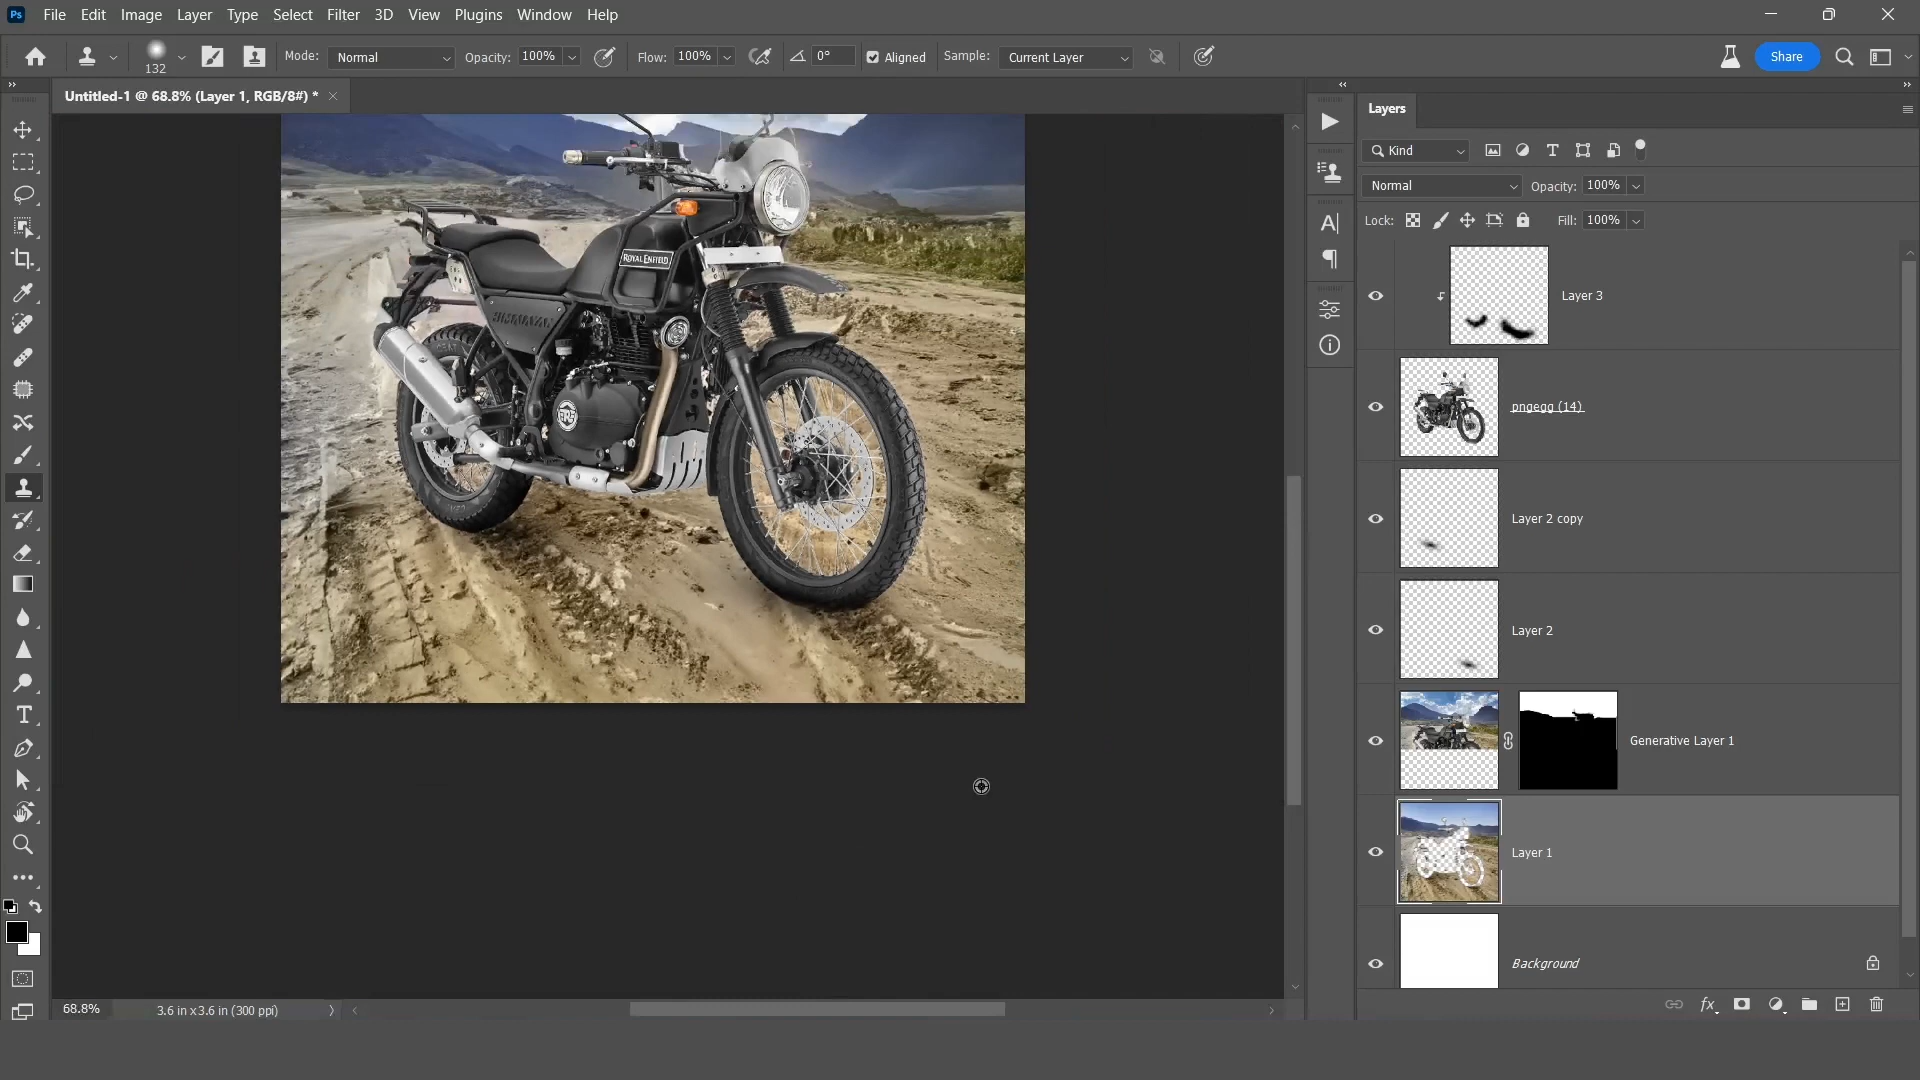 Ps File Edit Image Layer Type Select Filter 3D View Plugins Window Help
132 Mode: Normal Opacity: 100% Flow: 100% 0° Aligned Sample: Current Layer Share
Untitled-1 @ 68.8% (Layer 1, RGB/8#) *
Layers
Kind
Normal Opacity: 100%
Lock: Fill: 100%
Layer 3
pngegg (14)
Layer 2 copy
Layer 2
Generative Layer 1
Layer 1
Background
ROYAL ENFIELD
HIMALAYAN
68.8% 3.6 in x 3.6 in (300 ppi)